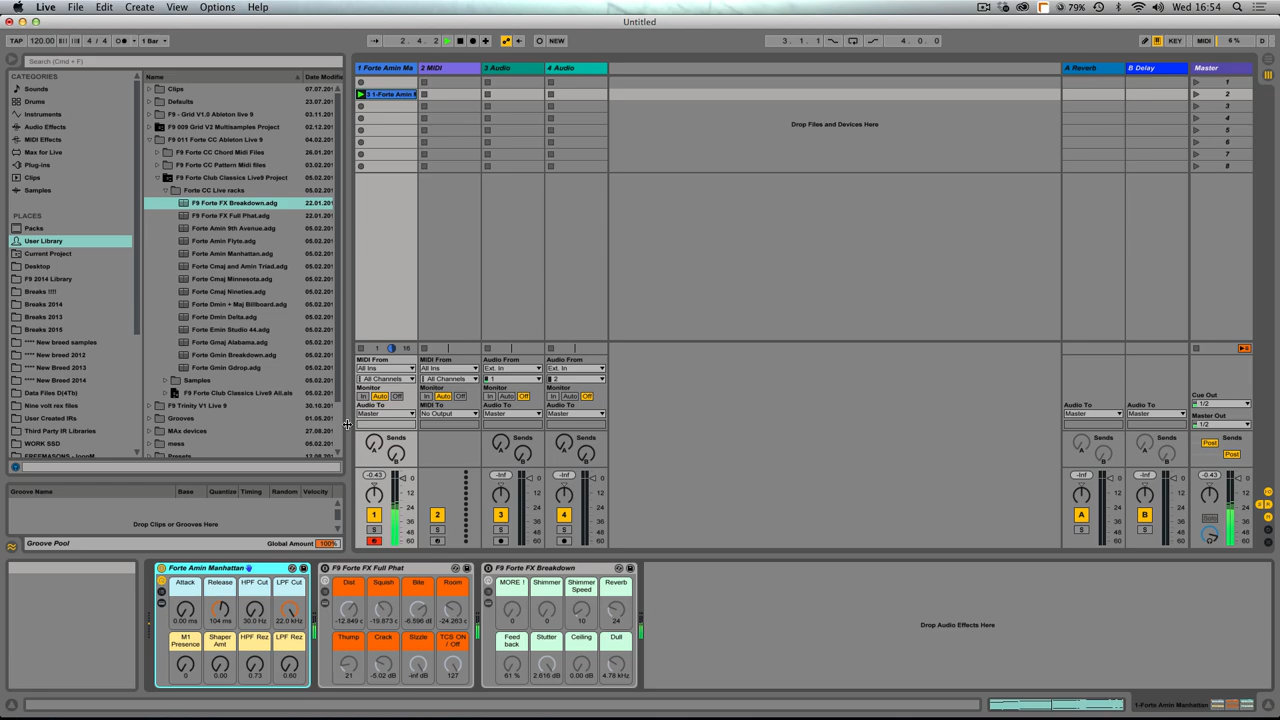 Live File Edit Create View Options Help 79% Wed 16:54
Untitled
TAP 120.00 4 / 4 1 Bar 2. 4. 2 NEW 3. 1. 1 4. 0. 0 KEY MIDI 6 % D
Search (Cmd + F)
CATEGORIES
Sounds
Drums
Instruments
Audio Effects
MIDI Effects
Max for Live
Plug-ins
Clips
Samples
PLACES
Packs
User Library
Current Project
Desktop
F9 2014 Library
Breaks !!!!
Breaks 2014
Breaks 2013
Breaks 2015
**** New breed samples
**** New breed 2012
**** New Breed 2013
**** New Breed 2014
Data Files D(4Tb)
Nine volt rex files
User Created IRs
Third Party IR Libraries
WORK SSD
Name Date Modifie
Clips 07.07.201
Defaults 23.07.201
F9 - Grid V1.0 Ableton live 9 03.11.201
F9 009 Grid V2 Multisamples Project 02.12.201
F9 011 Forte CC Ableton Live 9 04.02.201
F9 Forte CC Chord Midi Files 26.01.201
F9 Forte CC Pattern Midi files 05.02.201
F9 Forte Club Classics Live9 Project 05.02.201
Forte CC Live racks 05.02.201
F9 Forte FX Breakdown.adg 22.01.201
F9 Forte FX Full Phat.adg 22.01.201
Forte Amin 9th Avenue.adg 05.02.201
Forte Amin Flyte.adg 05.02.201
Forte Amin Manhattan.adg 05.02.201
Forte Cmaj and Amin Triad.adg 05.02.201
Forte Cmaj Minnesota.adg 05.02.201
Forte Cmaj Nineties.adg 05.02.201
Forte Dmin + Maj Billboard.adg 05.02.201
Forte Dmin Delta.adg 05.02.201
Forte Emin Studio 44.adg 05.02.201
Forte Gmaj Alabama.adg 05.02.201
Forte Gmin Breakdown.adg 05.02.201
Forte Gmin Gdrop.adg 05.02.201
Samples 05.02.201
F9 Forte Club Classics Live9 All.als 05.02.201
F9 Trinity V1 Live 9 30.10.201
Grooves 01.05.201
MAx devices 27.08.201
mess 05.02.201
Presets
Groove Name Base Quantize Timing Random Velocity
Drop Clips or Grooves Here
Groove Pool Global Amount 100%
1 Forte Amin Ma 2 MIDI 3 Audio 4 Audio A Reverb B Delay Master
1
3 1-Forte Amin 2
3
4
5
6
7
8
Drop Files and Devices Here
1 16
MIDI From MIDI From Audio From Audio From
All Ins All Ins Ext. In Ext. In
All Channels All Channels 1 2
Monitor Monitor Monitor Monitor
In Auto Off In Auto Off In Auto Off In Auto Off
Audio To MIDI To Audio To Audio To Audio To Audio To
Master No Output Master Master Master Master
Cue Out
1/2
Master Out
1/2
Sends Sends Sends Sends Sends Sends
A B A B A B A B A B Post Post
-0.43 -Inf -Inf -Inf -Inf -0.43
0 12 24 36 48 60
1 2 3 4 A B Solo
S S S S S S
Forte Amin Manhattan F9 Forte FX Full Phat F9 Forte FX Breakdown
Attack Release HPF Cut LPF Cut Dist Squish Bite Room MORE ! Shimmer Shimmer Speed Reverb
0 104 ms 30.0 Hz 22.0 kHz -12.849 c -19.873 c -6.596 dB -24.263 c 0 0 10 24
M1 Presence Shaper Amt HPF Rez LPF Rez Thump Crack Sizzle TCS ON / Off Feed back Stutter Ceiling Dull
0 0.00 0.73 0.60 21 -5.02 dB -inf dB 127 61 % 2.616 dB 0.00 dB 4.78 kHz
Drop Audio Effects Here
1-Forte Amin Manhattan